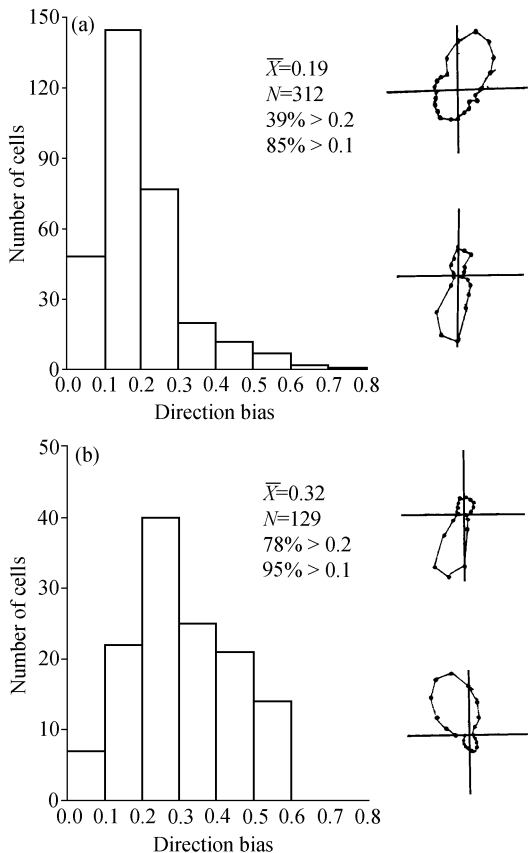 (a)
150
120
90
60
30
0
Number of cells
X̅=0.19
N=312
39% > 0.2
85% > 0.1
0.0 0.1 0.2 0.3 0.4 0.5 0.6 0.7 0.8
Direction bias
(b)
50
40
30
20
10
0
Number of cells
X̅=0.32
N=129
78% > 0.2
95% > 0.1
0.0 0.1 0.2 0.3 0.4 0.5 0.6 0.7 0.8
Direction bias